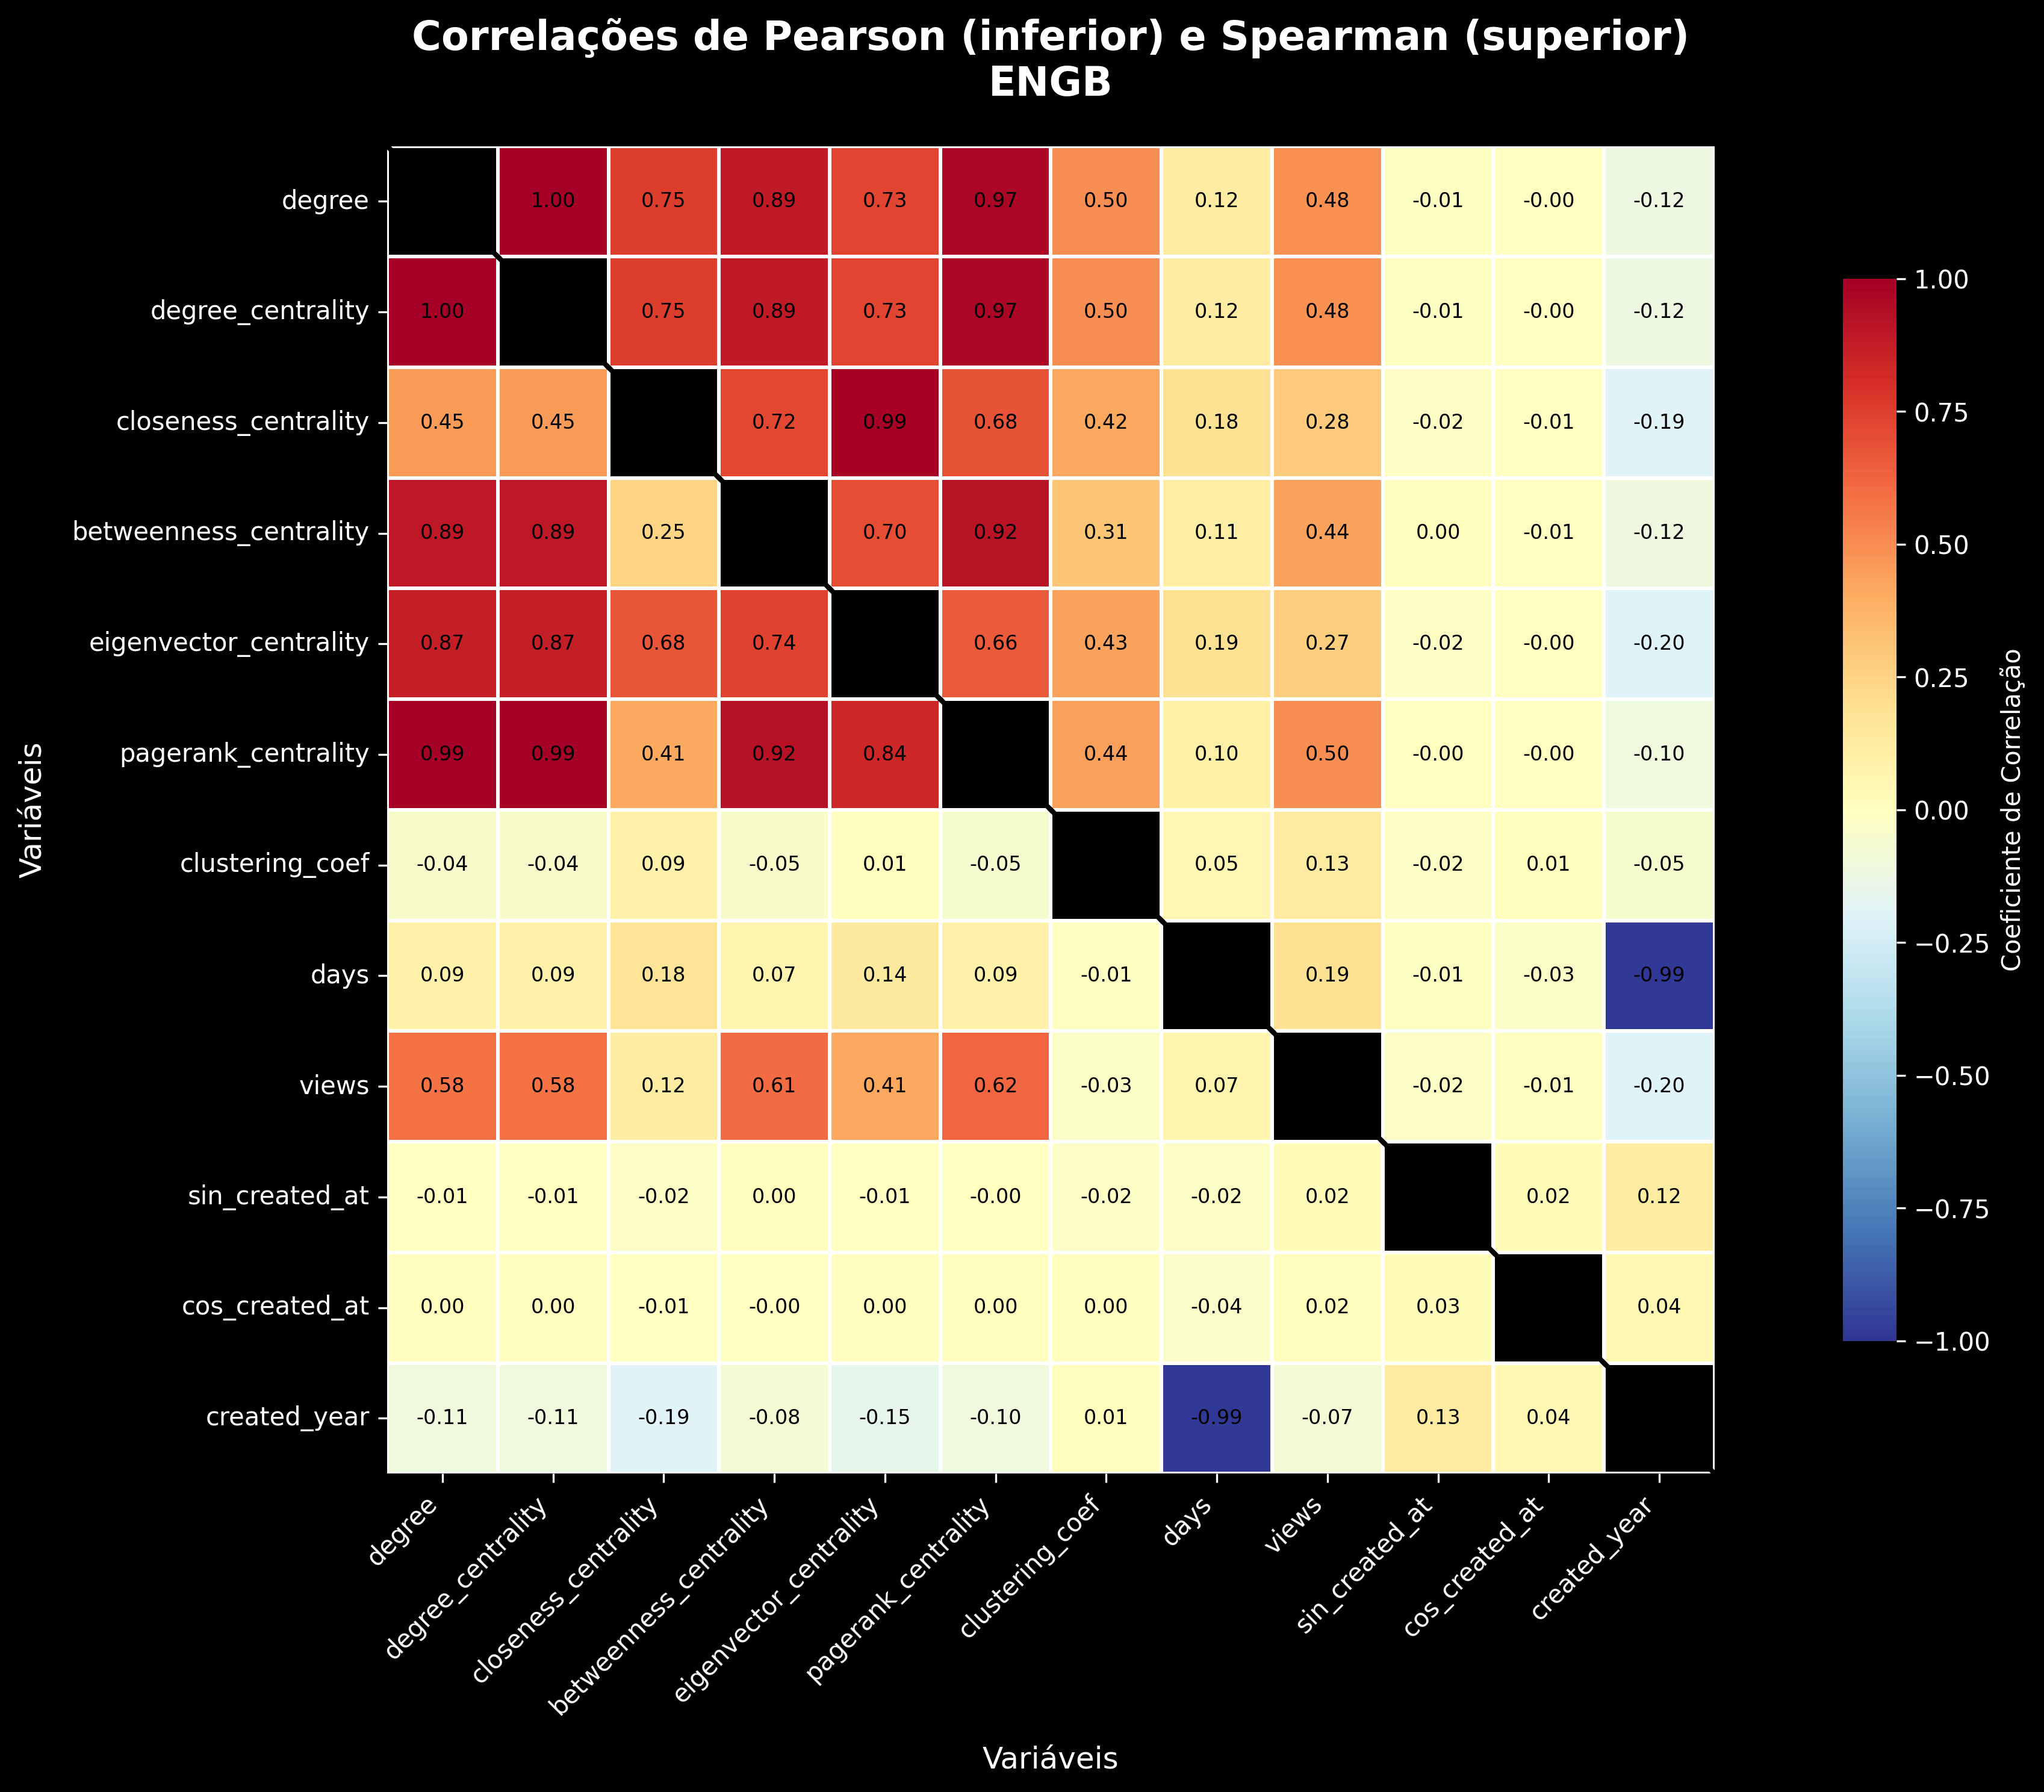 Correlações de Pearson (inferior) e Spearman (superior)
ENGB
degree 1.00 0.75 0.89 0.73 0.97 0.50 0.12 0.48 -0.01 -0.00 -0.12
degree_centrality 1.00 0.75 0.89 0.73 0.97 0.50 0.12 0.48 -0.01 -0.00 -0.12
closeness_centrality 0.45 0.45 0.72 0.99 0.68 0.42 0.18 0.28 -0.02 -0.01 -0.19
betweenness_centrality 0.89 0.89 0.25 0.70 0.92 0.31 0.11 0.44 0.00 -0.01 -0.12
eigenvector_centrality 0.87 0.87 0.68 0.74 0.66 0.43 0.19 0.27 -0.02 -0.00 -0.20
pagerank_centrality 0.99 0.99 0.41 0.92 0.84 0.44 0.10 0.50 -0.00 -0.00 -0.10
clustering_coef -0.04 -0.04 0.09 -0.05 0.01 -0.05 0.05 0.13 -0.02 0.01 -0.05
days 0.09 0.09 0.18 0.07 0.14 0.09 -0.01 0.19 -0.01 -0.03 -0.99
views 0.58 0.58 0.12 0.61 0.41 0.62 -0.03 0.07 -0.02 -0.01 -0.20
sin_created_at -0.01 -0.01 -0.02 0.00 -0.01 -0.00 -0.02 -0.02 0.02 0.02 0.12
cos_created_at 0.00 0.00 -0.01 -0.00 0.00 0.00 0.00 -0.04 0.02 0.03 0.04
created_year -0.11 -0.11 -0.19 -0.08 -0.15 -0.10 0.01 -0.99 -0.07 0.13 0.04
degree degree_centrality closeness_centrality betweenness_centrality eigenvector_centrality pagerank_centrality clustering_coef days views sin_created_at cos_created_at created_year
Variáveis
Variáveis
1.00
0.75
0.50
0.25
0.00
−0.25
−0.50
−0.75
−1.00
Coeficiente de Correlação